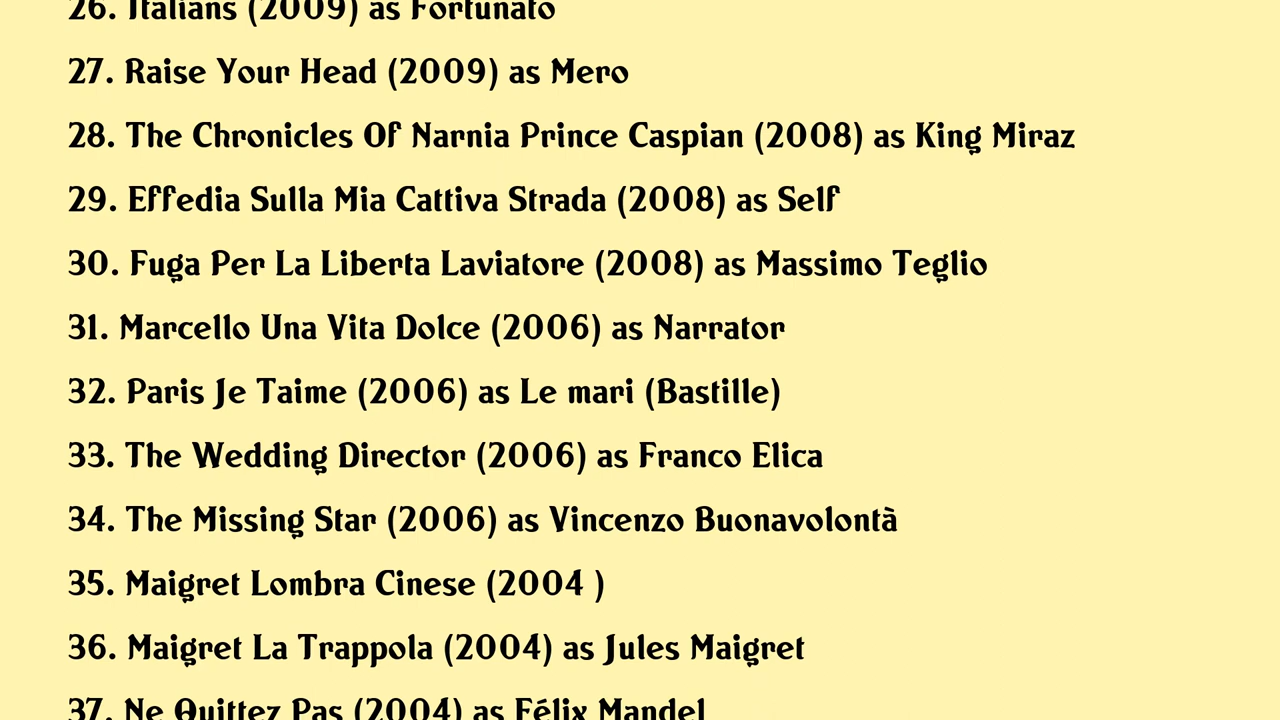 26. Italians (2009) as Fortunato
27. Raise Your Head (2009) as Mero
28. The Chronicles Of Narnia Prince Caspian (2008) as King Miraz
29. Effedia Sulla Mia Cattiva Strada (2008) as Self
30. Fuga Per La Liberta Laviatore (2008) as Massimo Teglio
31. Marcello Una Vita Dolce (2006) as Narrator
32. Paris Je Taime (2006) as Le mari (Bastille)
33. The Wedding Director (2006) as Franco Elica
34. The Missing Star (2006) as Vincenzo Buonavolontà
35. Maigret Lombra Cinese (2004 )
36. Maigret La Trappola (2004) as Jules Maigret
37. Ne Quittez Pas (2004) as Félix Mandel